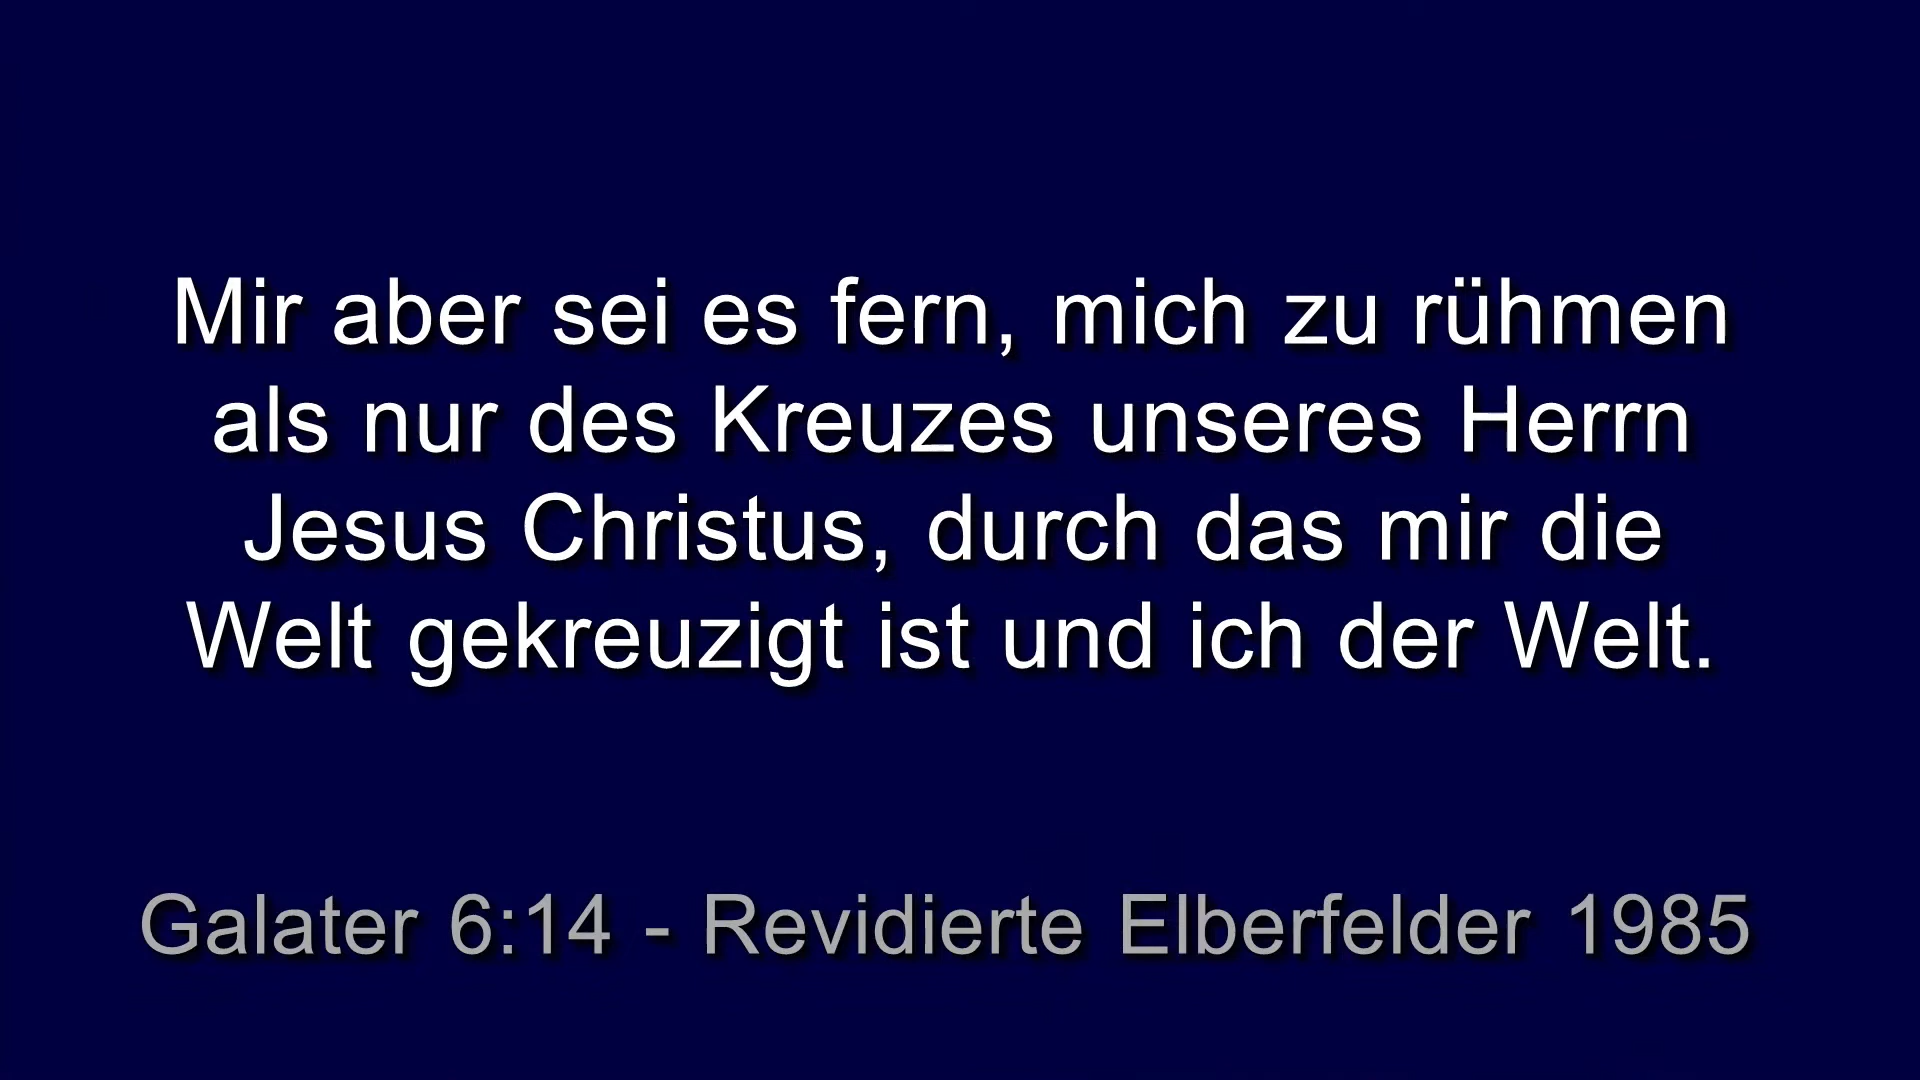 Mir aber sei es fern, mich zu rühmen
als nur des Kreuzes unseres Herrn
Jesus Christus, durch das mir die
Welt gekreuzigt ist und ich der Welt.
Galater 6:14 - Revidierte Elberfelder 1985